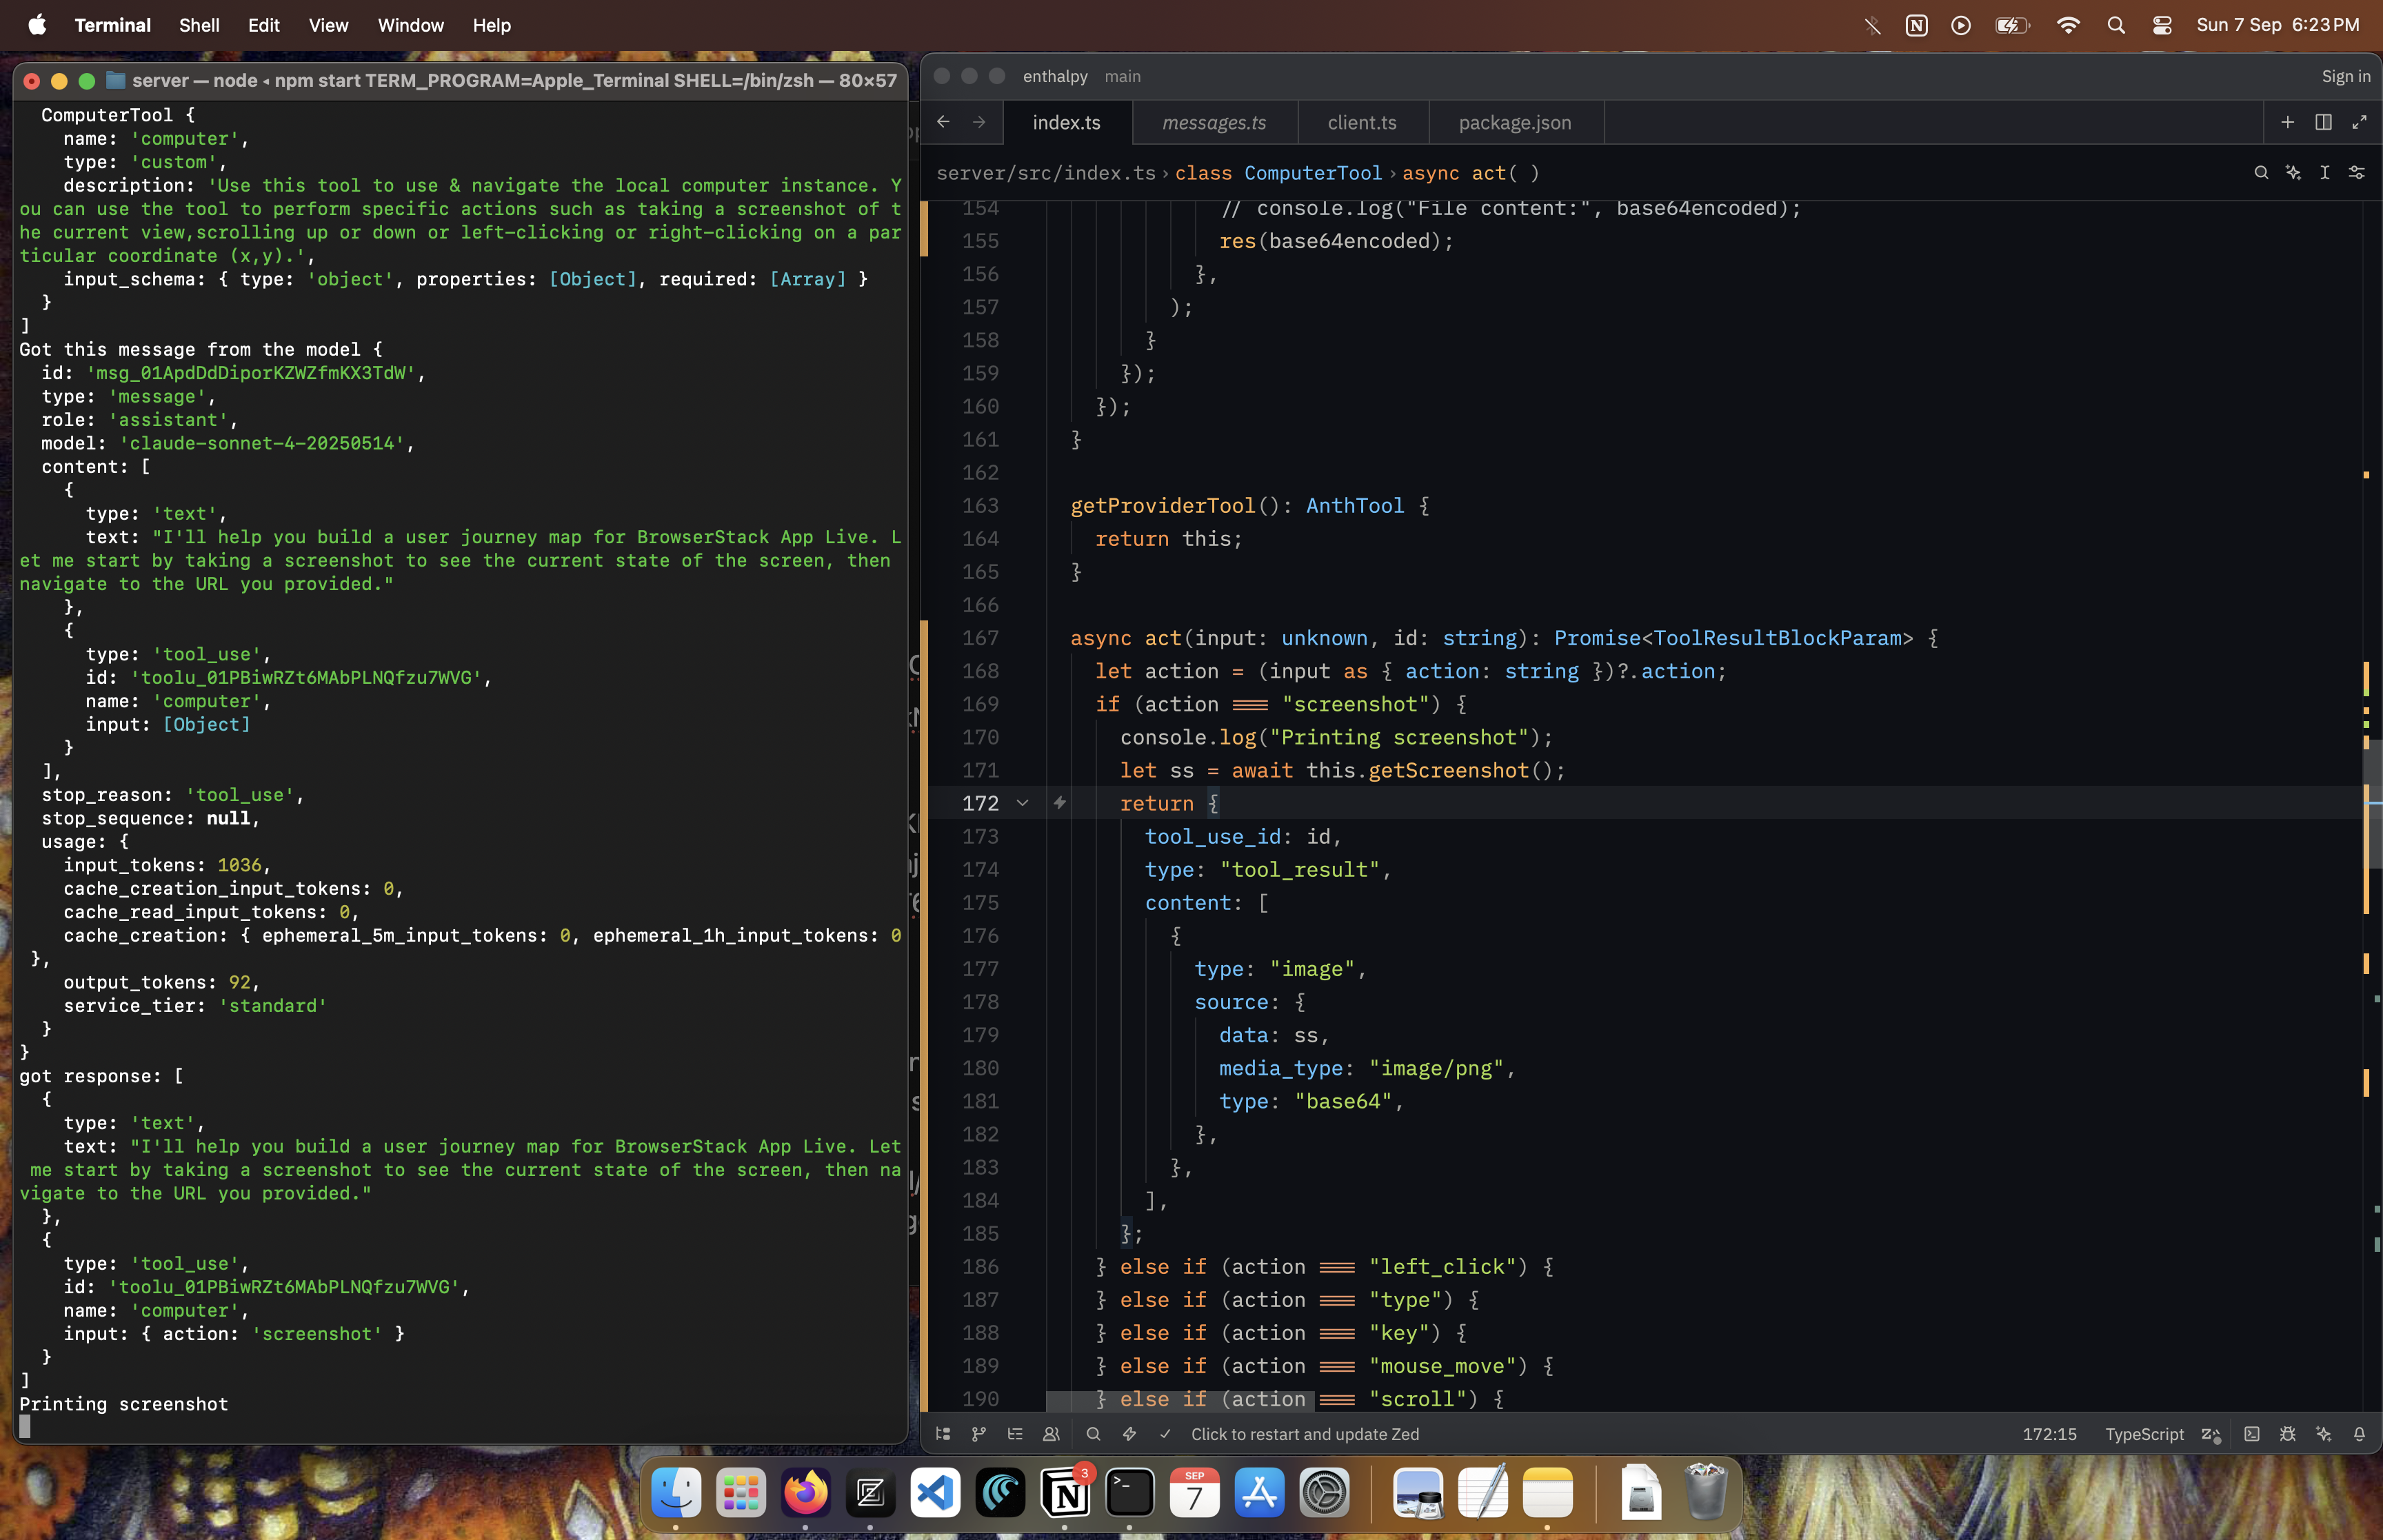 Terminal Shell Edit View Window Help
Sun 7 Sep 6:23 PM
server — node ◂ npm start TERM_PROGRAM=Apple_Terminal SHELL=/bin/zsh — 80×57
ComputerTool {
name: 'computer',
type: 'custom',
description: 'Use this tool to use & navigate the local computer instance. Y
ou can use the tool to perform specific actions such as taking a screenshot of t
he current view,scrolling up or down or left-clicking or right-clicking on a par
ticular coordinate (x,y).',
input_schema: { type: 'object', properties: [Object], required: [Array] }
}
]
Got this message from the model {
id: 'msg_01ApdDdDiporKZWZfmKX3TdW',
type: 'message',
role: 'assistant',
model: 'claude-sonnet-4-20250514',
content: [
{
type: 'text',
text: "I'll help you build a user journey map for BrowserStack App Live. L
et me start by taking a screenshot to see the current state of the screen, then
navigate to the URL you provided."
},
{
type: 'tool_use',
id: 'toolu_01PBiwRZt6MAbPLNQfzu7WVG',
name: 'computer',
input: [Object]
}
],
stop_reason: 'tool_use',
stop_sequence: null,
usage: {
input_tokens: 1036,
cache_creation_input_tokens: 0,
cache_read_input_tokens: 0,
cache_creation: { ephemeral_5m_input_tokens: 0, ephemeral_1h_input_tokens: 0
},
output_tokens: 92,
service_tier: 'standard'
}
}
got response: [
{
type: 'text',
text: "I'll help you build a user journey map for BrowserStack App Live. Let
me start by taking a screenshot to see the current state of the screen, then na
vigate to the URL you provided."
},
{
type: 'tool_use',
id: 'toolu_01PBiwRZt6MAbPLNQfzu7WVG',
name: 'computer',
input: { action: 'screenshot' }
}
]
Printing screenshot
enthalpy main
Sign in
index.ts messages.ts client.ts package.json
server/src/index.ts › class ComputerTool › async act( )
154 // console.log("File content:", base64encoded);
155 res(base64encoded);
156 },
157 );
158 }
159 });
160 });
161 }
162
163 getProviderTool(): AnthTool {
164 return this;
165 }
166
167 async act(input: unknown, id: string): Promise<ToolResultBlockParam> {
168 let action = (input as { action: string })?.action;
169 if (action === "screenshot") {
170 console.log("Printing screenshot");
171 let ss = await this.getScreenshot();
172 return {
173 tool_use_id: id,
174 type: "tool_result",
175 content: [
176 {
177 type: "image",
178 source: {
179 data: ss,
180 media_type: "image/png",
181 type: "base64",
182 },
183 },
184 ],
185 };
186 } else if (action === "left_click") {
187 } else if (action === "type") {
188 } else if (action === "key") {
189 } else if (action === "mouse_move") {
190 } else if (action === "scroll") {
Click to restart and update Zed
172:15 TypeScript
3
SEP
7